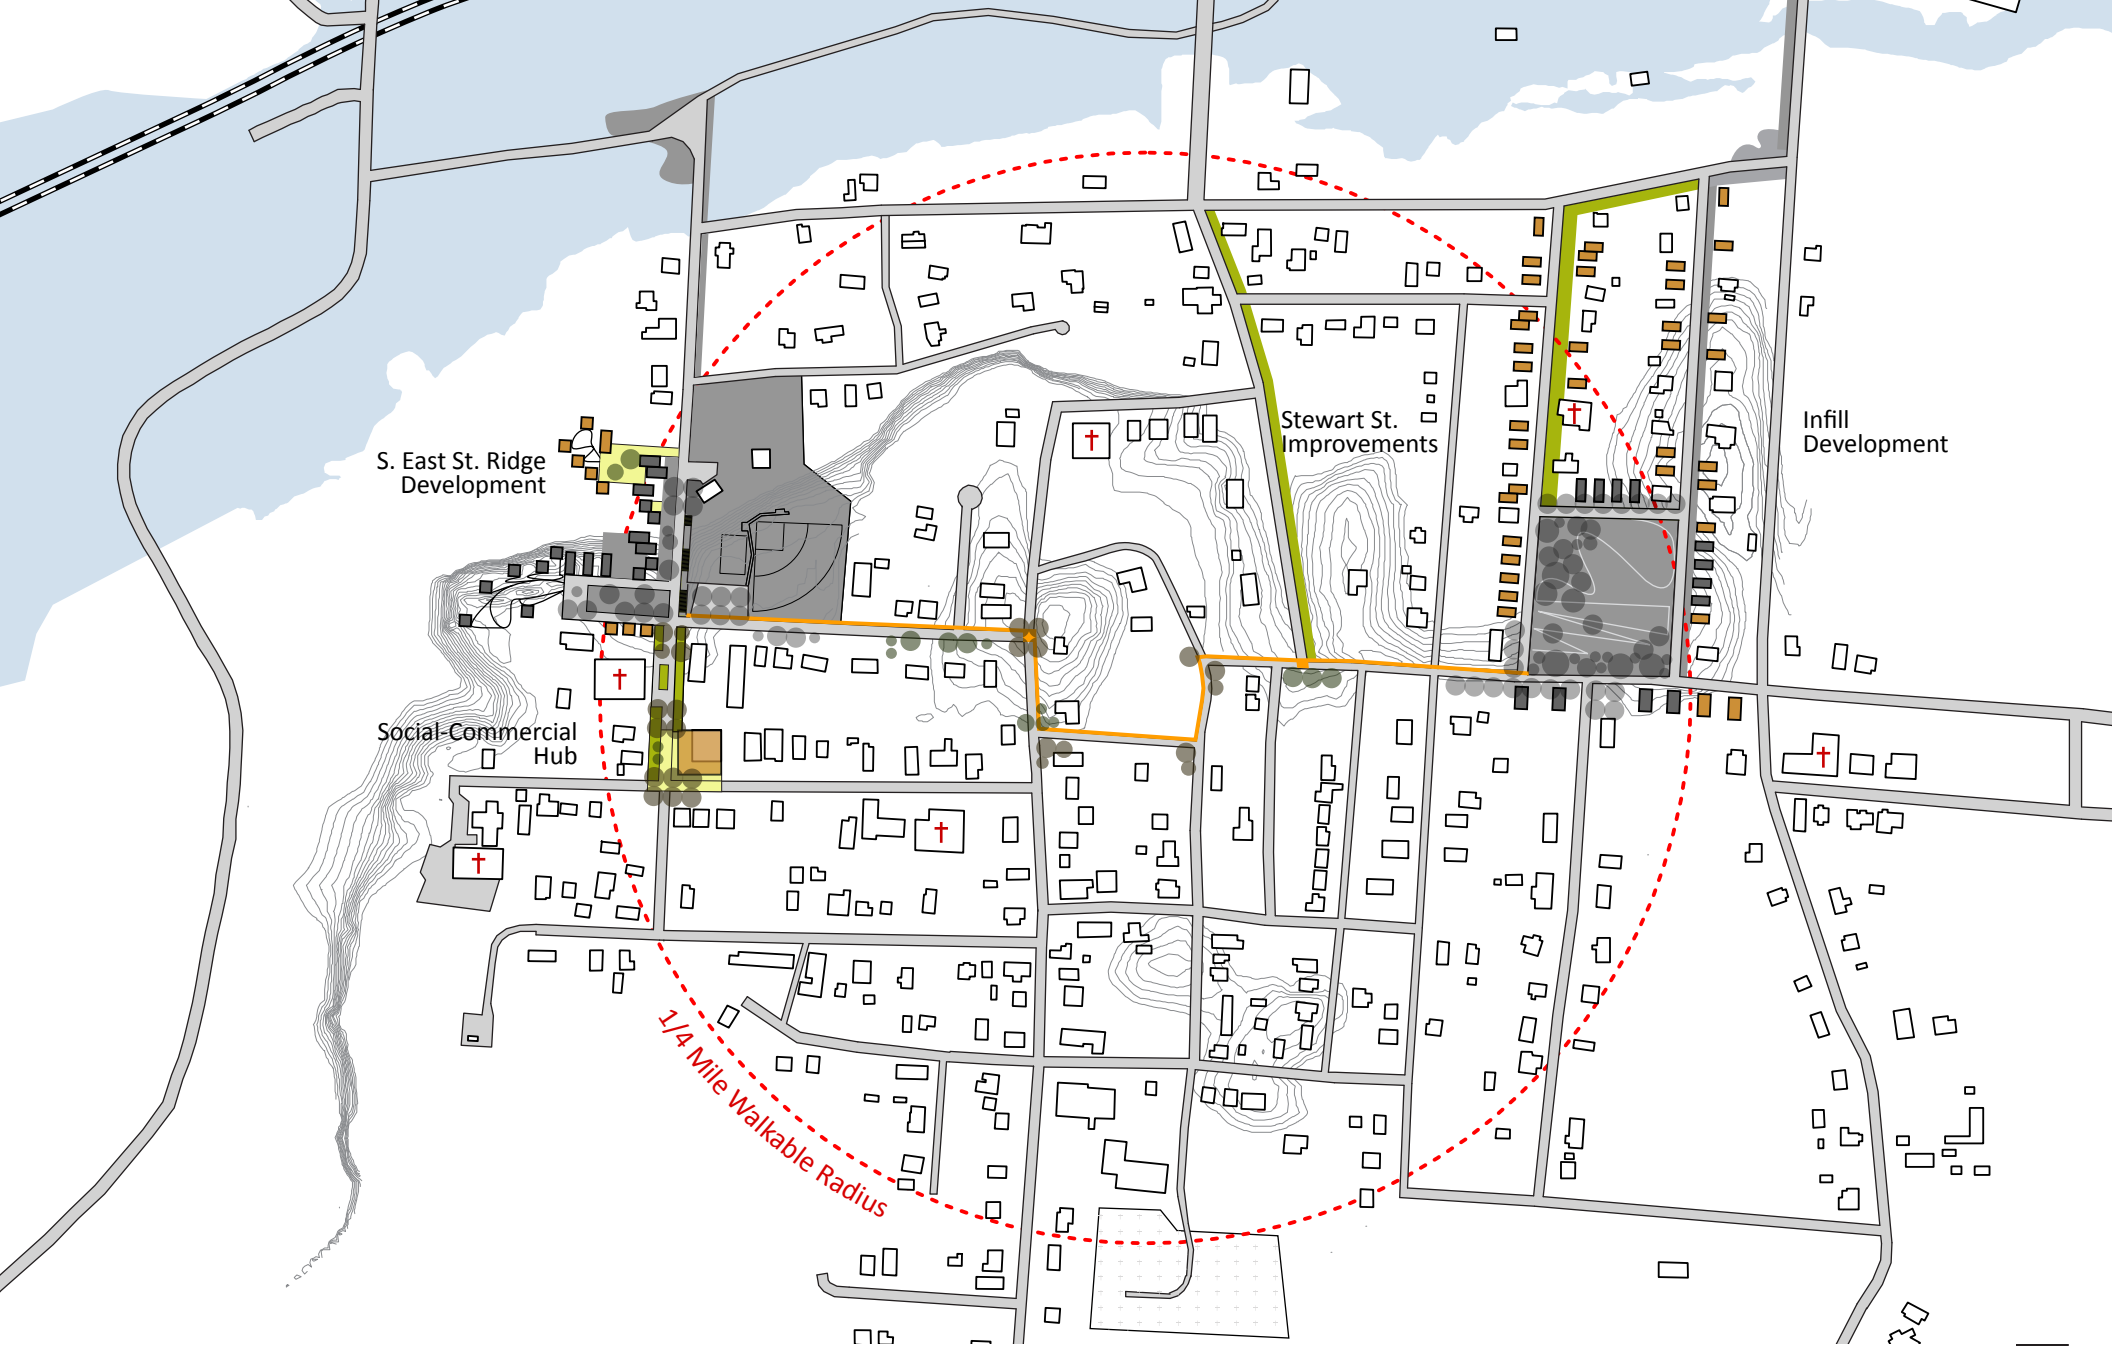 Stewart St.
Improvements
Infill
Development
S. East St. Ridge
Development
Social-Commercial
Hub
1/4 Mile Walkable Radius